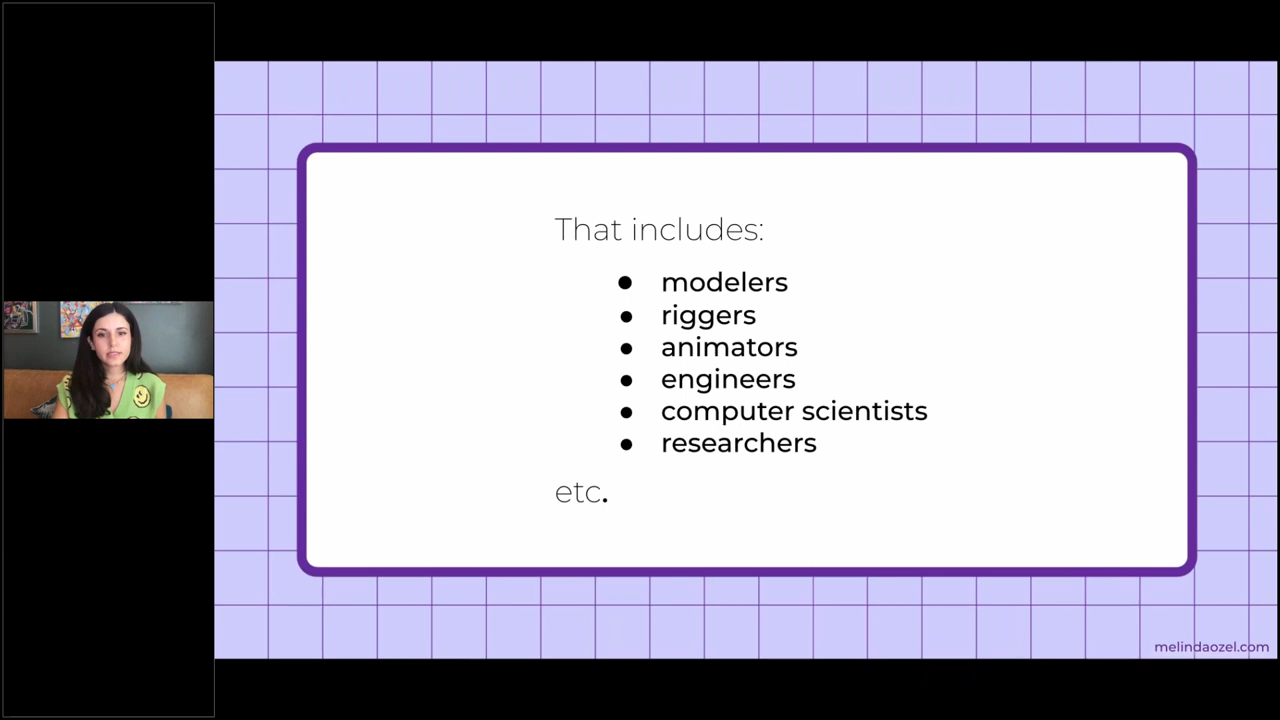 That includes:
● modelers
● riggers
● animators
● engineers
● computer scientists
● researchers
etc.
melindaozel.com